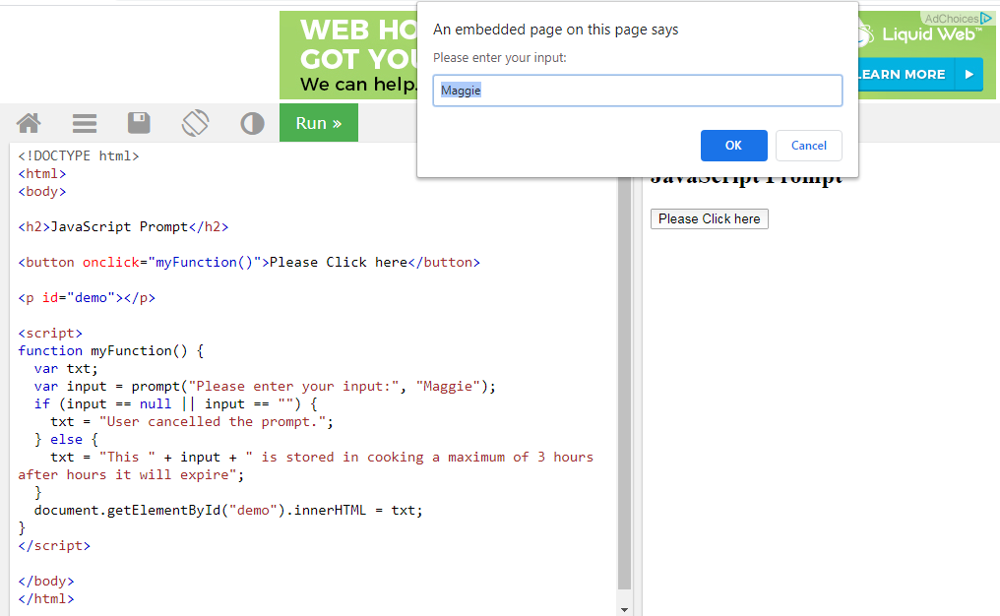 WEB HO
GOT YOU
We can help.
AdChoices
Liquid Web™
LEARN MORE
An embedded page on this page says
Please enter your input:
Maggie
OK
Cancel
Run »
<!DOCTYPE html>
<html>
<body>
<h2>JavaScript Prompt</h2>
<button onclick="myFunction()">Please Click here</button>
<p id="demo"></p>
<script>
function myFunction() {
var txt;
var input = prompt("Please enter your input:", "Maggie");
if (input == null || input == "") {
txt = "User cancelled the prompt.";
} else {
txt = "This " + input + " is stored in cooking a maximum of 3 hours
after hours it will expire";
}
document.getElementById("demo").innerHTML = txt;
}
</script>
</body>
</html>
JavaScript Prompt
Please Click here